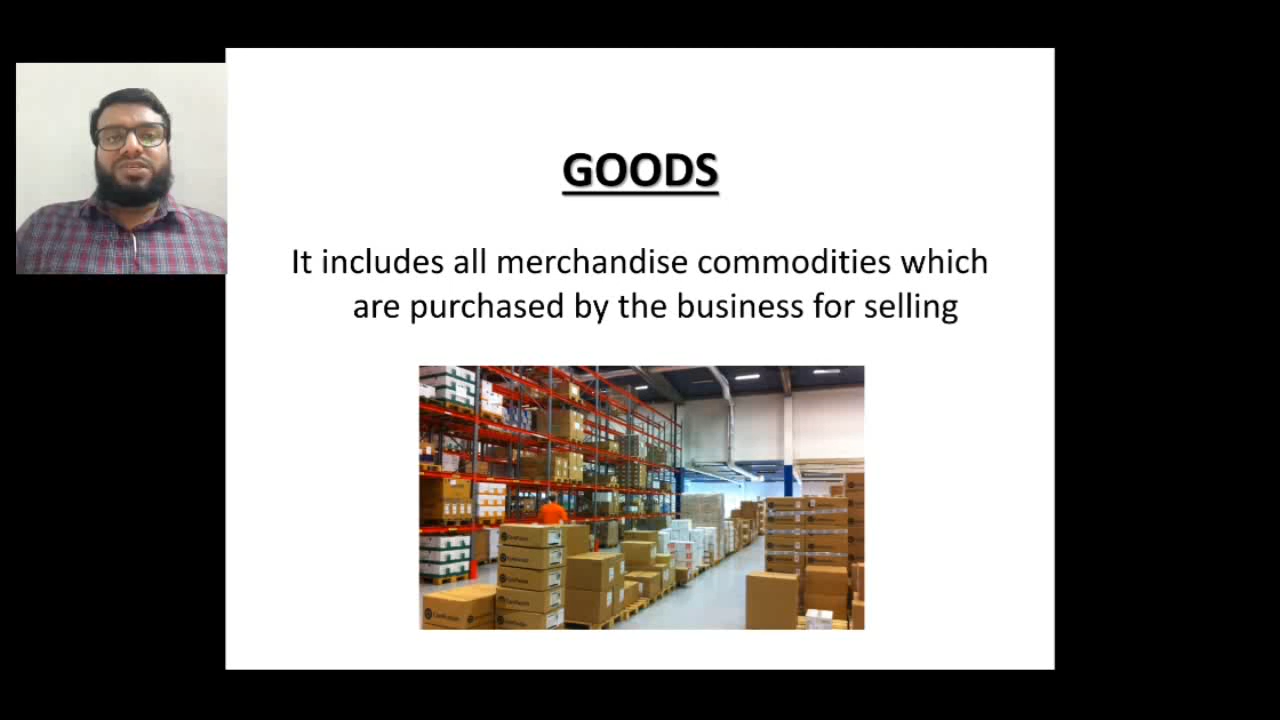 GOODS
It includes all merchandise commodities which
are purchased by the business for selling